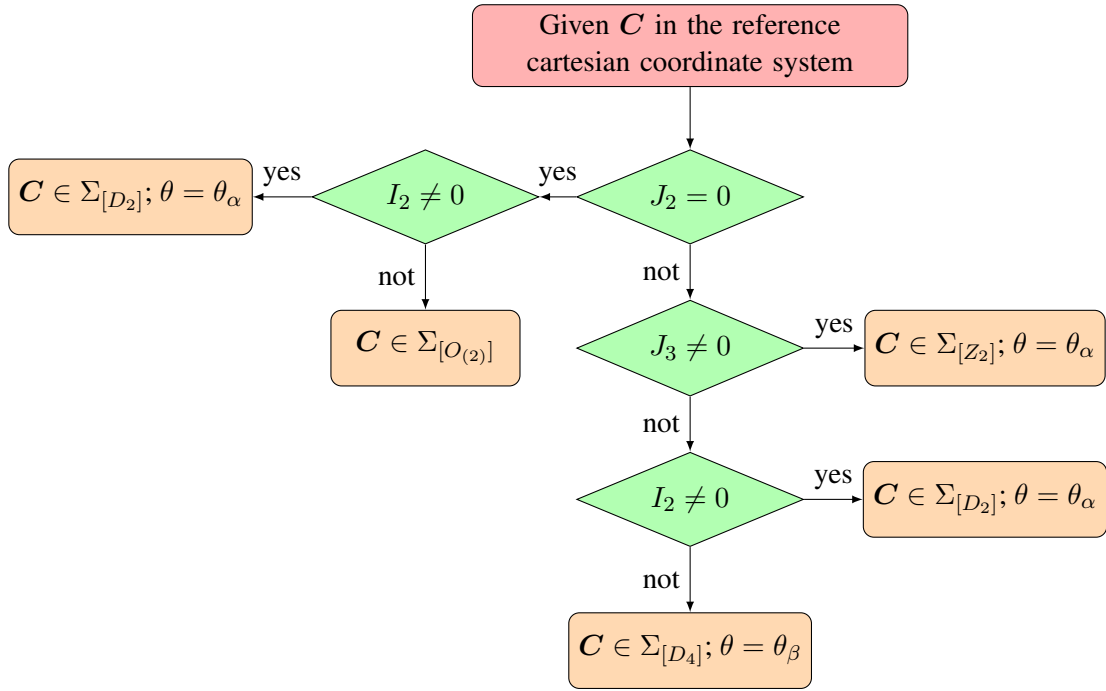 Given C in the reference
cartesian coordinate system
C ∈ Σ[D₂]; θ = θα
yes
I₂ ≠ 0
yes
J₂ = 0
not
not
C ∈ Σ[O₍₂₎]
J₃ ≠ 0
yes
C ∈ Σ[Z₂]; θ = θα
not
I₂ ≠ 0
yes
C ∈ Σ[D₂]; θ = θα
not
C ∈ Σ[D₄]; θ = θβ